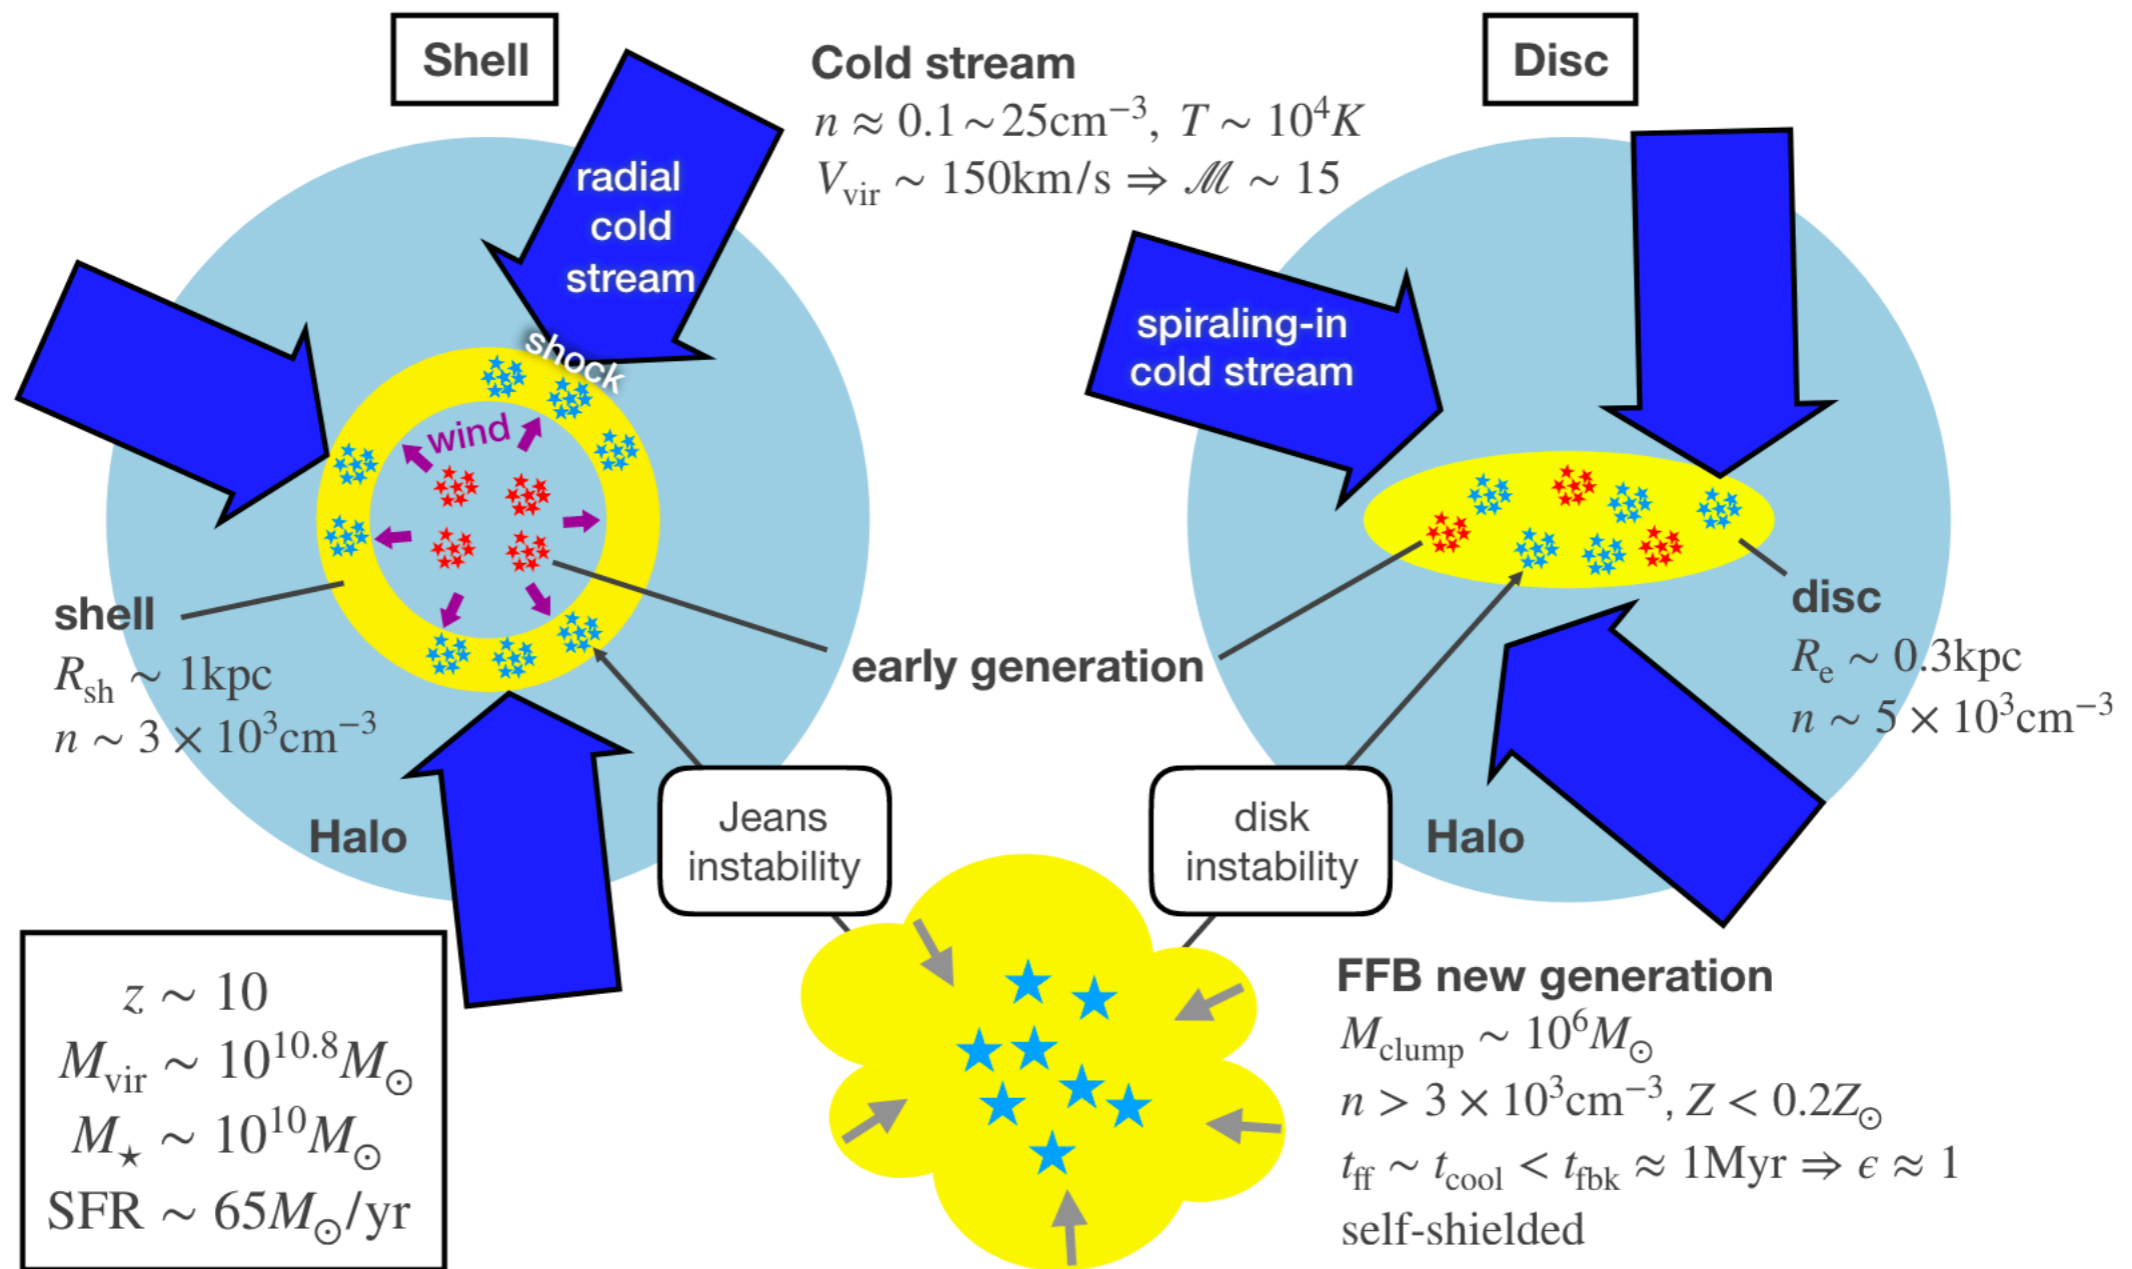 Shell
Cold stream
n ≈ 0.1 ~ 25cm⁻³, T ~ 10⁴K
V_vir ~ 150km/s ⇒ ℳ ~ 15
Disc
radial
cold
stream
shock
wind
spiraling-in
cold stream
shell
R_sh ~ 1kpc
n ~ 3 × 10³cm⁻³
early generation
disc
R_e ~ 0.3kpc
n ~ 5 × 10³cm⁻³
Halo
Jeans
instability
disk
instability
Halo
z ~ 10
M_vir ~ 10^10.8 M_⊙
M_★ ~ 10^10 M_⊙
SFR ~ 65M_⊙/yr
FFB new generation
M_clump ~ 10⁶M_⊙
n > 3 × 10³cm⁻³, Z < 0.2Z_⊙
t_ff ~ t_cool < t_fbk ≈ 1Myr ⇒ ϵ ≈ 1
self-shielded